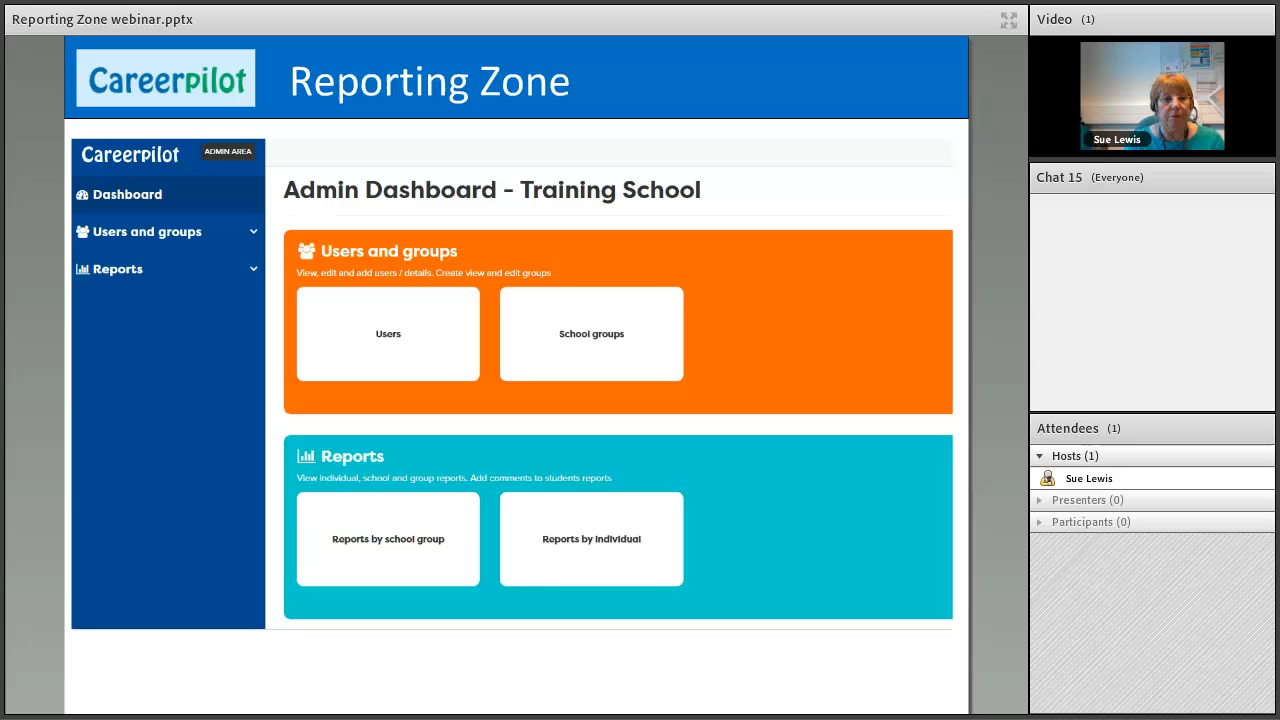 Reporting Zone webinar.pptx
Careerpilot
Reporting Zone
Careerpilot
ADMIN AREA
Dashboard
Users and groups
Reports
Admin Dashboard - Training School
Users and groups
View, edit and add users / details. Create view and edit groups
Users
School groups
Reports
View individual, school and group reports. Add comments to students reports
Reports by school group
Reports by individual
Video (1)
Sue Lewis
Chat 15 (Everyone)
Attendees (1)
Hosts (1)
Sue Lewis
Presenters (0)
Participants (0)